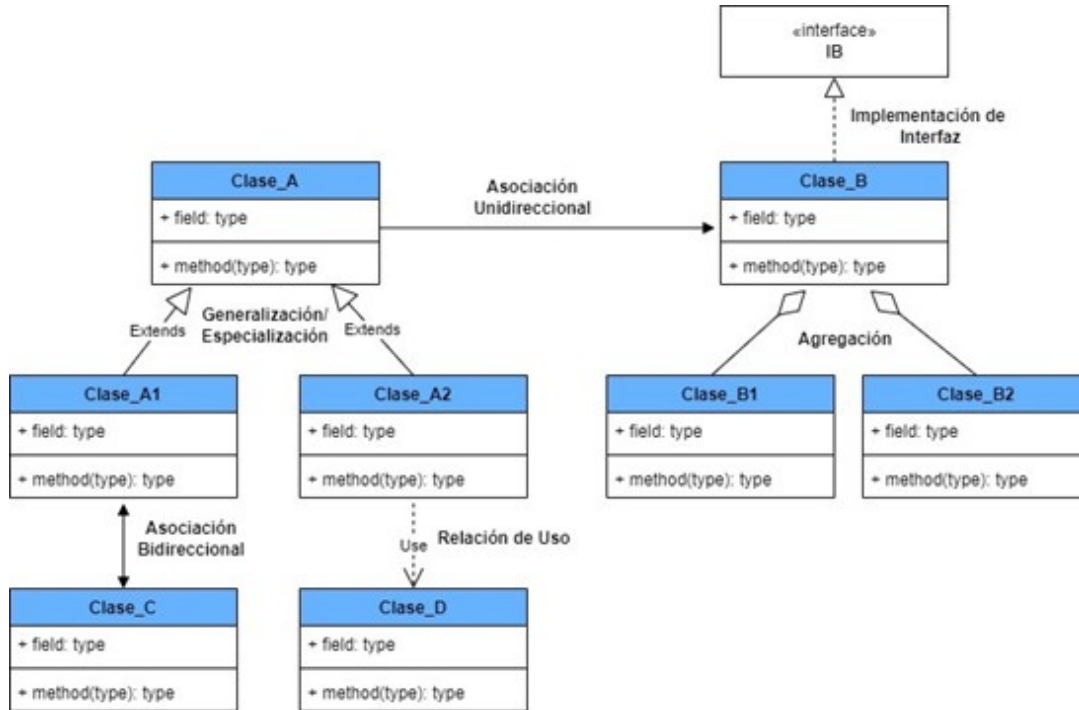 «interface»
IB
Implementación de
Interfaz
Clase_A
+ field: type
+ method(type): type
Asociación
Unidireccional
Clase_B
+ field: type
+ method(type): type
Extends
Generalización/
Especialización
Extends
Agregación
Clase_A1
+ field: type
+ method(type): type
Clase_A2
+ field: type
+ method(type): type
Clase_B1
+ field: type
+ method(type): type
Clase_B2
+ field: type
+ method(type): type
Asociación
Bidireccional
Use
Relación de Uso
Clase_C
+ field: type
+ method(type): type
Clase_D
+ field: type
+ method(type): type